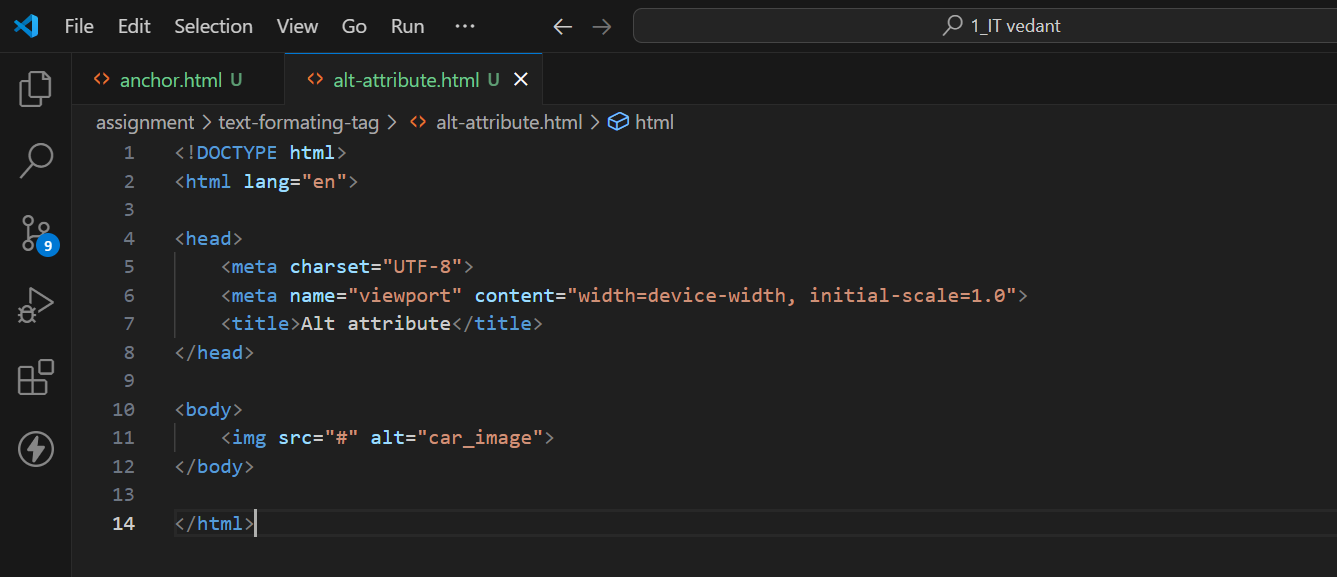 File Edit Selection View Go Run ··· 1_IT vedant
anchor.html U alt-attribute.html U
assignment > text-formating-tag > alt-attribute.html > html
1 <!DOCTYPE html>
2 <html lang="en">
3
4 <head>
5     <meta charset="UTF-8">
6     <meta name="viewport" content="width=device-width, initial-scale=1.0">
7     <title>Alt attribute</title>
8 </head>
9
10 <body>
11     <img src="#" alt="car_image">
12 </body>
13
14 </html>
9